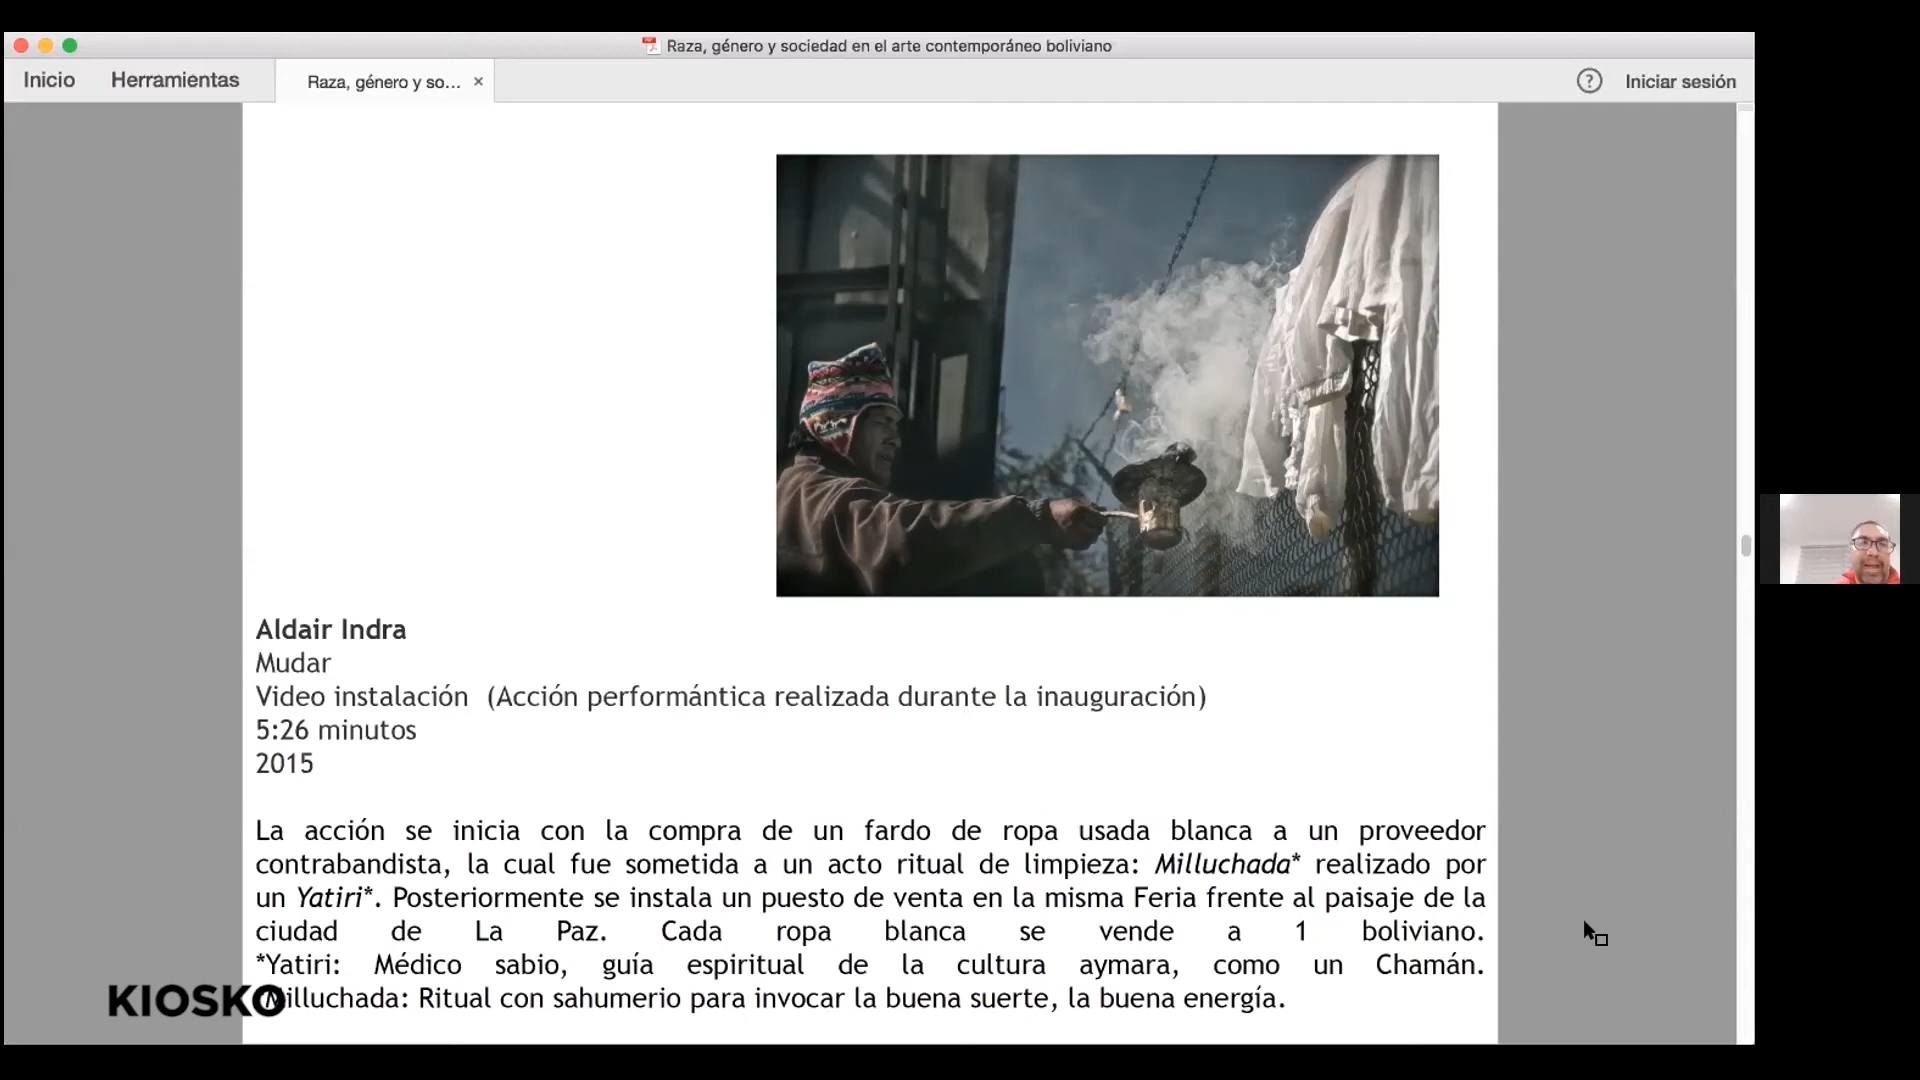 Raza, género y sociedad en el arte contemporáneo boliviano
Inicio Herramientas Raza, género y so... × ? Iniciar sesión
Aldair Indra
Mudar
Video instalación (Acción performántica realizada durante la inauguración)
5:26 minutos
2015
La acción se inicia con la compra de un fardo de ropa usada blanca a un proveedor
contrabandista, la cual fue sometida a un acto ritual de limpieza: Milluchada* realizado por
un Yatiri*. Posteriormente se instala un puesto de venta en la misma Feria frente al paisaje de la
ciudad de La Paz. Cada ropa blanca se vende a 1 boliviano.
*Yatiri: Médico sabio, guía espiritual de la cultura aymara, como un Chamán.
*Milluchada: Ritual con sahumerio para invocar la buena suerte, la buena energía.
KIOSKO